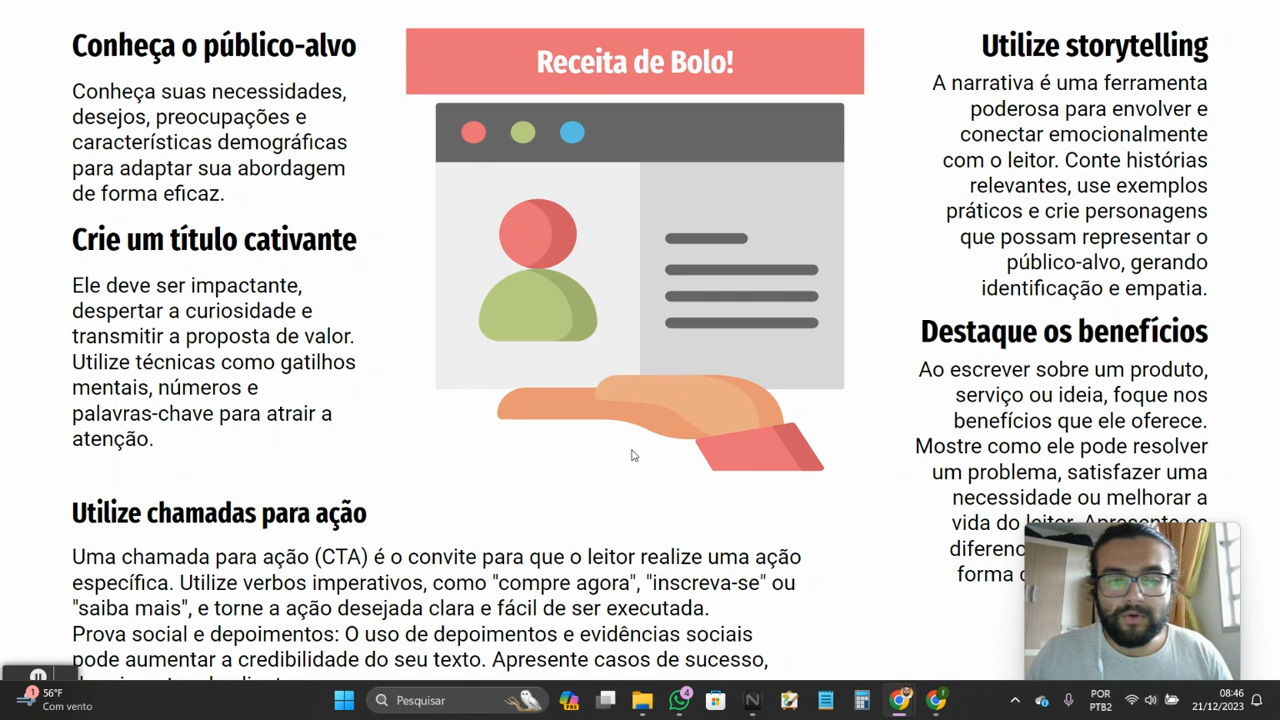 Conheça o público-alvo
Conheça suas necessidades,
desejos, preocupações e
características demográficas
para adaptar sua abordagem
de forma eficaz.
Crie um título cativante
Ele deve ser impactante,
despertar a curiosidade e
transmitir a proposta de valor.
Utilize técnicas como gatilhos
mentais, números e
palavras-chave para atrair a
atenção.
Receita de Bolo!
Utilize storytelling
A narrativa é uma ferramenta
poderosa para envolver e
conectar emocionalmente
com o leitor. Conte histórias
relevantes, use exemplos
práticos e crie personagens
que possam representar o
público-alvo, gerando
identificação e empatia.
Destaque os benefícios
Ao escrever sobre um produto,
serviço ou ideia, foque nos
benefícios que ele oferece.
Mostre como ele pode resolver
um problema, satisfazer uma
necessidade ou melhorar a
vida do leitor. Apresente os
forma
Utilize chamadas para ação
Uma chamada para ação (CTA) é o convite para que o leitor realize uma ação
específica. Utilize verbos imperativos, como "compre agora", "inscreva-se" ou
"saiba mais", e torne a ação desejada clara e fácil de ser executada.
Prova social e depoimentos: O uso de depoimentos e evidências sociais
pode aumentar a credibilidade do seu texto. Apresente casos de sucesso,
1
56°F
Com vento
Pesquisar
4
POR
PTB2
08:46
21/12/2023